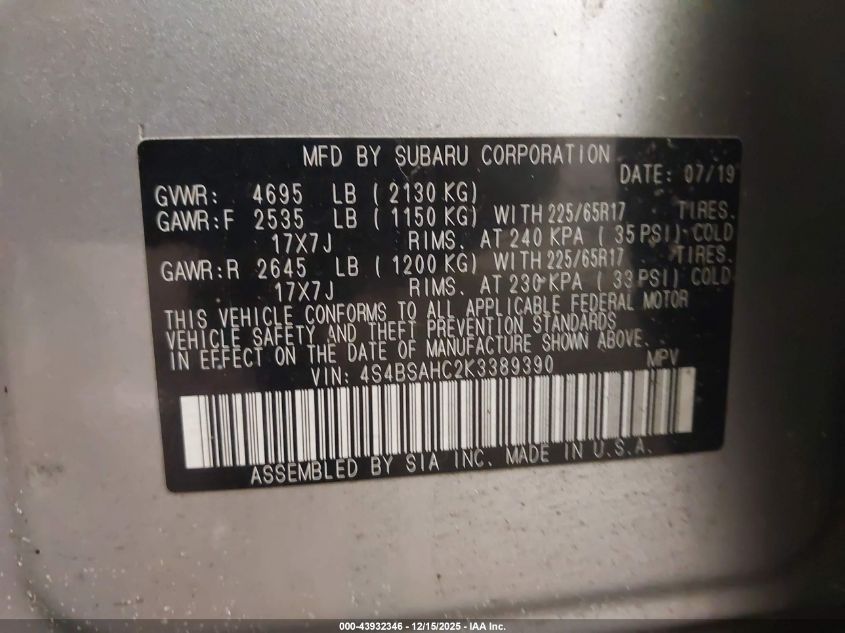 MFD BY SUBARU CORPORATION
DATE: 07/19
GVWR: 4695 LB ( 2130 KG)
GAWR:F 2535 LB ( 1150 KG) WITH 225/65R17 TIRES.
17X7J RIMS. AT 240 KPA ( 35 PSI) COLD
GAWR:R 2645 LB ( 1200 KG) WITH 225/65R17 TIRES.
17X7J RIMS. AT 230 KPA ( 33 PSI) COLD
THIS VEHICLE CONFORMS TO ALL APPLICABLE FEDERAL MOTOR
VEHICLE SAFETY AND THEFT PREVENTION STANDARDS
IN EFFECT ON THE DATE OF MANUFACTURE SHOWN ABOVE.
VIN: 4S4BSAHC2K3389390 MPV
ASSEMBLED BY SIA INC. MADE IN U.S.A.
000-43932346 - 12/15/2025 - IAA Inc.